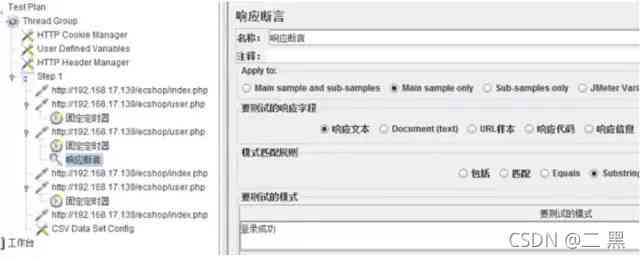 Test Plan
Thread Group
HTTP Cookie Manager
User Defined Variables
HTTP Header Manager
Step 1
http://192.168.17.139/ecshop/index.php
http://192.168.17.139/ecshop/user.php
固定定时器
http://192.168.17.139/ecshop/user.php
固定定时器
响应断言
http://192.168.17.139/ecshop/index.php
http://192.168.17.139/ecshop/user.php
固定定时器
http://192.168.17.139/ecshop/index.php
CSV Data Set Config
工作台
响应断言
名称: 响应断言
注释:
Apply to:
Main sample and sub-samples Main sample only Sub-samples only JMeter Varia
要测试的响应字段
响应文本 Document (text) URL样本 响应代码 响应信息
模式匹配规则
包括 匹配 Equals Substring
要测试的模式
要测试的模式
登录成功
CSDN @二 黑